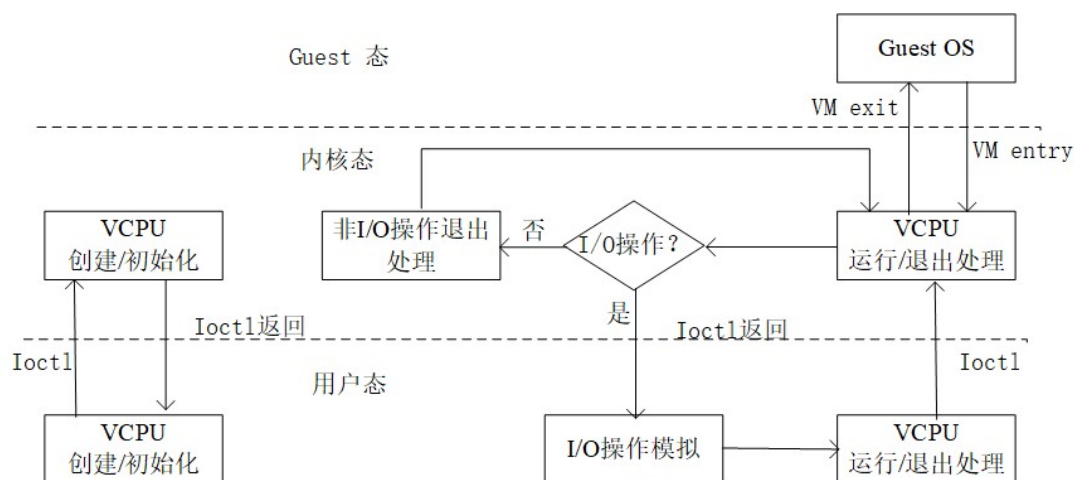 Guest OS
Guest 态
VM exit
VM entry
内核态
VCPU
创建/初始化
非I/O操作退出
处理
否
I/O操作?
VCPU
运行/退出处理
是
Ioctl返回
Ioctl返回
Ioctl
Ioctl
用户态
VCPU
创建/初始化
I/O操作模拟
VCPU
运行/退出处理